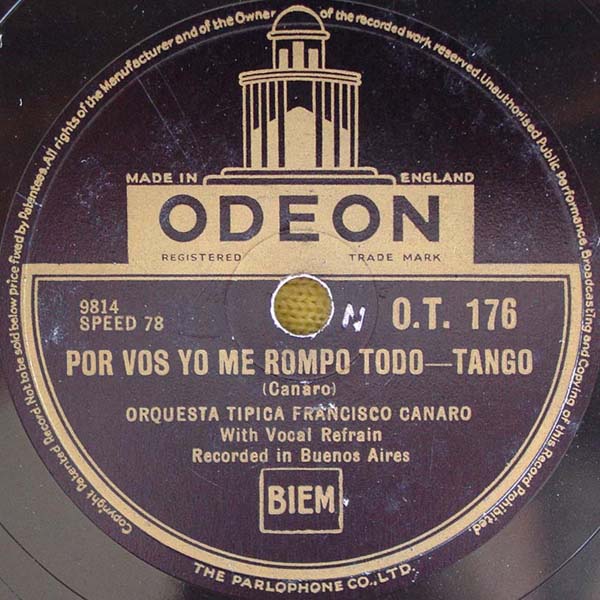 Copyright Patented Record Not to be sold below price fixed by Patentees. All rights of the Manufacturer and of the Owner of the recorded work reserved. Unauthorised Public Performance, Broadcasting and Copying of this Record Prohibited.
MADE IN ENGLAND
ODEON
REGISTERED TRADE MARK
9814
SPEED 78
N O.T. 176
POR VOS YO ME ROMPO TODO—TANGO
(Canaro)
ORQUESTA TIPICA FRANCISCO CANARO
With Vocal Refrain
Recorded in Buenos Aires
BIEM
THE PARLOPHONE CO., LTD.